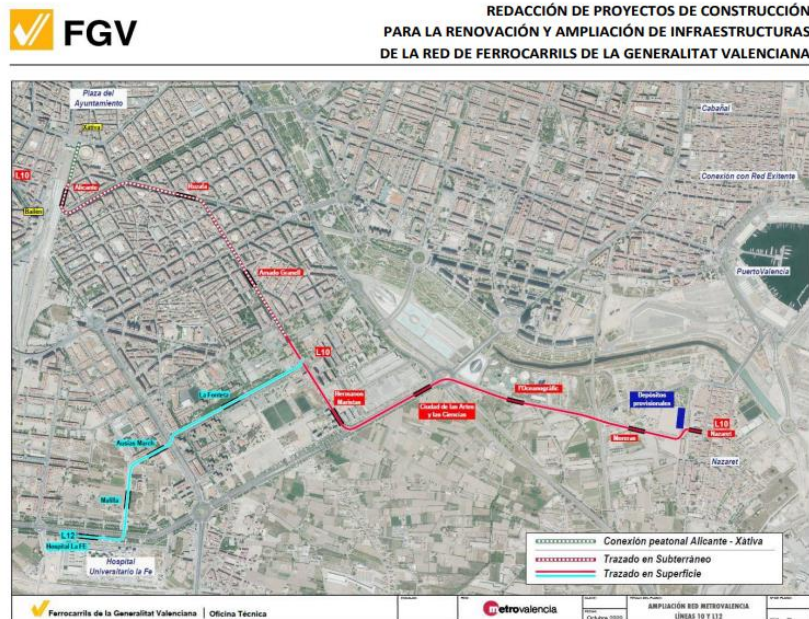 FGV
REDACCIÓN DE PROYECTOS DE CONSTRUCCIÓN
PARA LA RENOVACIÓN Y AMPLIACIÓN DE INFRAESTRUCTURAS
DE LA RED DE FERROCARRILS DE LA GENERALITAT VALENCIANA
Plaza del
Ayuntamiento
Xàtiva
Cabañal
L10
Alicante
Ruzafa
Conexión con Red Exitente
Bailén
Amado Granell
PuertoValencia
L10
La Fonteta
Hermanos
Maristas
Ciudad de las Artes
y las Ciencias
l'Oceanogràfic
Depósitos
provisionales
L10
Moreras
Nazaret
Nazaret
Ausias March
Malilla
L12
Hospital La FE
Hospital
Universitario la Fe
Conexión peatonal Alicante - Xàtiva
Trazado en Subterráneo
Trazado en Superficie
Ferrocarrils de la Generalitat Valenciana | Oficina Técnica
metrovalencia
AMPLIACIÓN RED METROVALENCIA
LÍNEAS 10 Y L12